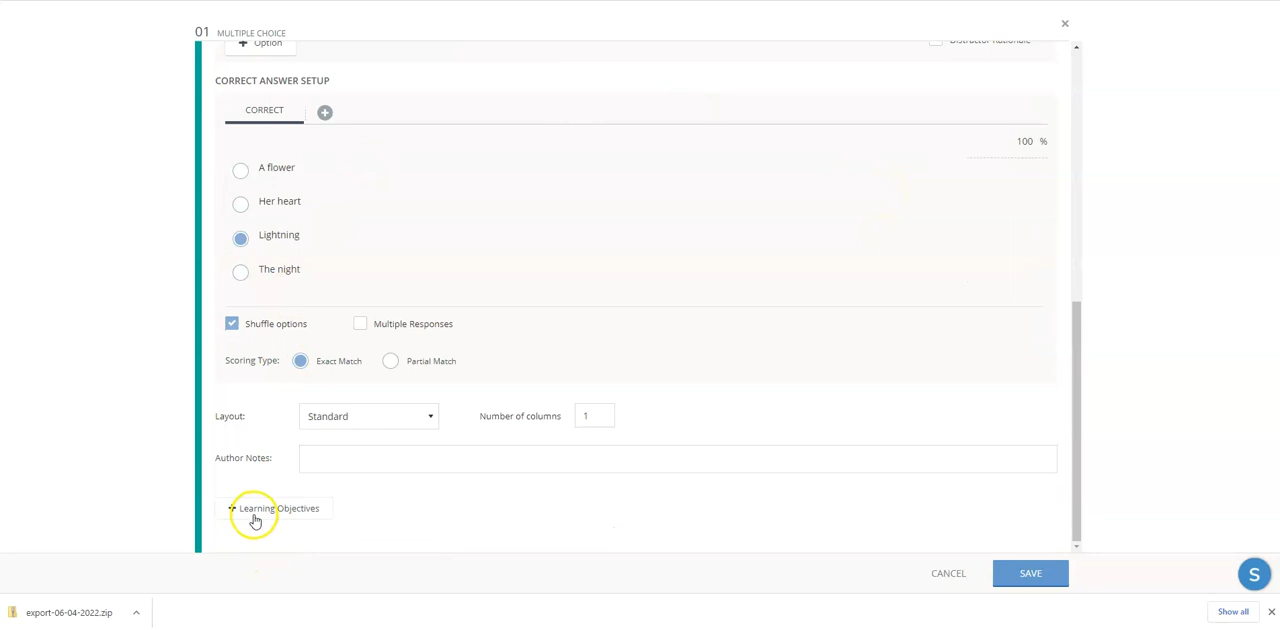 01 MULTIPLE CHOICE
Option
Distractor Rationale
CORRECT ANSWER SETUP
CORRECT
100 %
A flower
Her heart
Lightning
The night
Shuffle options Multiple Responses
Scoring Type: Exact Match Partial Match
Layout: Standard Number of columns 1
Author Notes:
Learning Objectives
CANCEL SAVE
S
export-06-04-2022.zip Show all